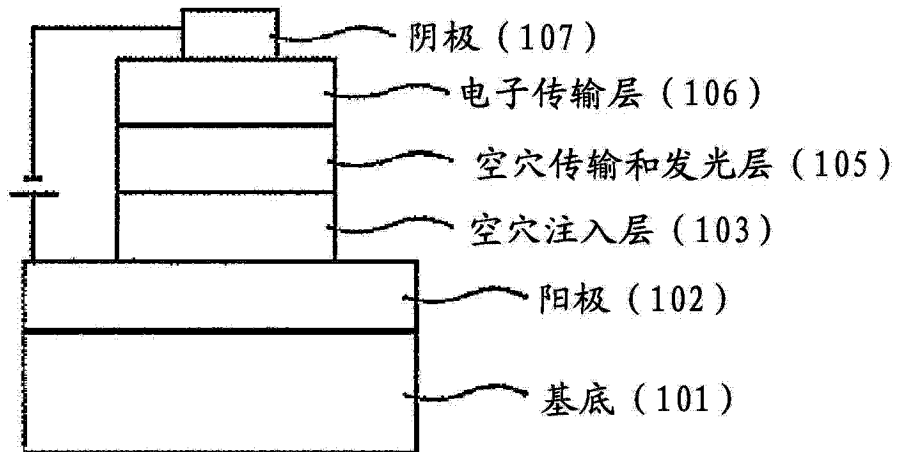 阴极（107）
电子传输层（106）
空穴传输和发光层（105）
空穴注入层（103）
阳极（102）
基底（101）